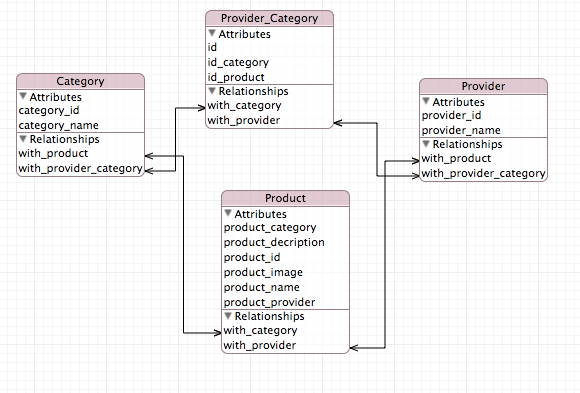 Provider_Category
Attributes
id
id_category
id_product
Relationships
with_category
with_provider
Category
Attributes
category_id
category_name
Relationships
with_product
with_provider_category
Provider
Attributes
provider_id
provider_name
Relationships
with_product
with_provider_category
Product
Attributes
product_category
product_decription
product_id
product_image
product_name
product_provider
Relationships
with_category
with_provider